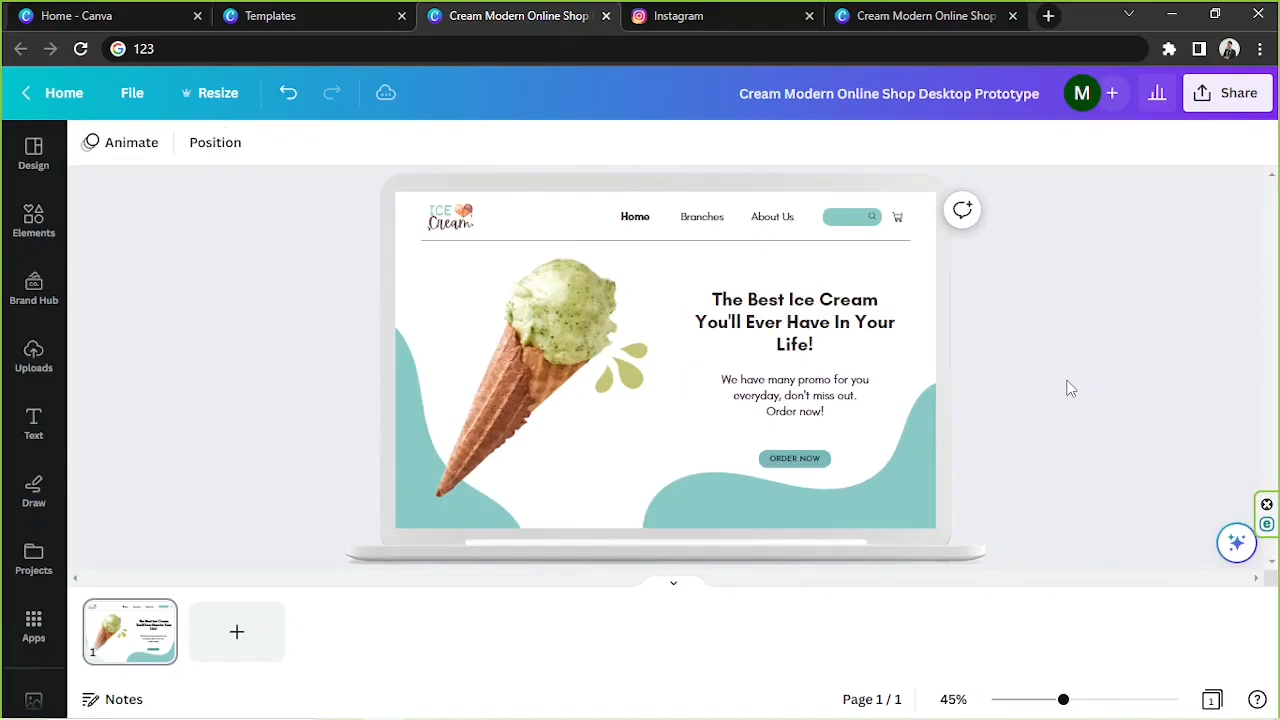 Home - Canva
Templates
Cream Modern Online Shop
Instagram
Cream Modern Online Shop
123
Home
File
Resize
Cream Modern Online Shop Desktop Prototype
M
Share
Animate
Position
Design
Elements
Brand Hub
Uploads
Text
Draw
Projects
Apps
ICE
Cream
Home
Branches
About Us
The Best Ice Cream
You'll Ever Have In Your
Life!
We have many promo for you
everyday, don't miss out.
Order now!
ORDER NOW
1
Notes
Page 1 / 1
45%
1